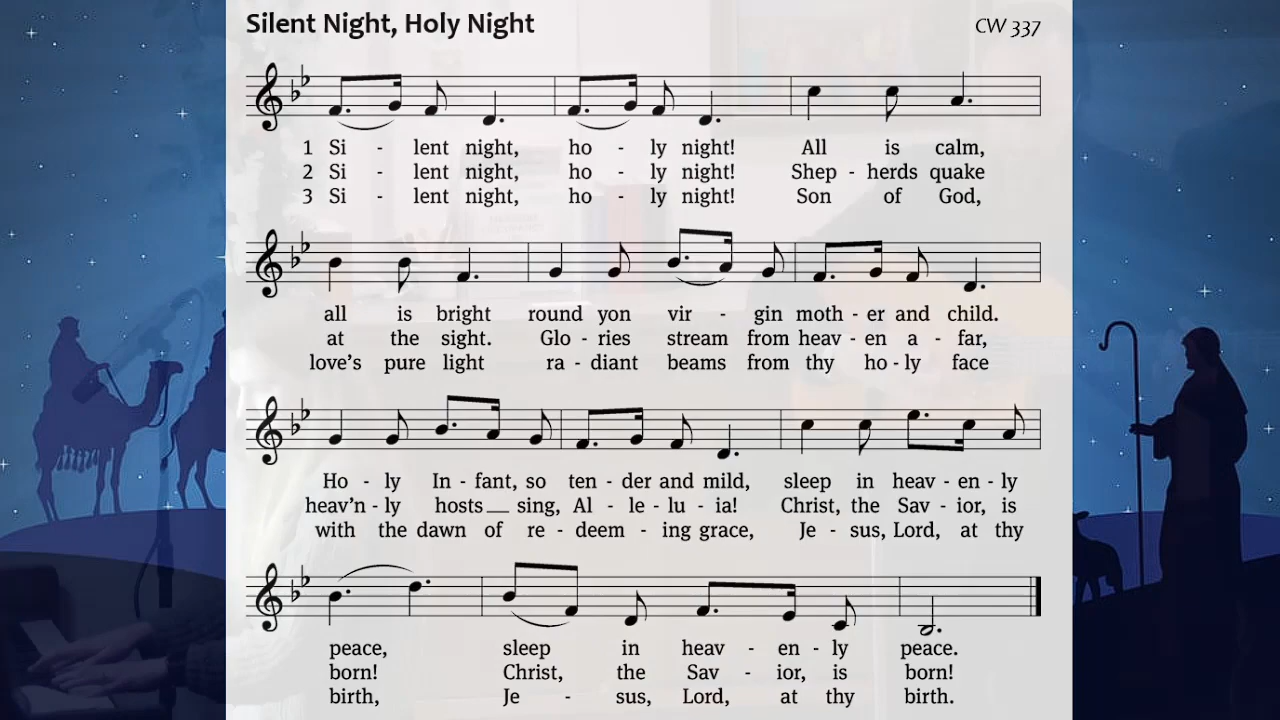 Silent Night, Holy Night CW 337
1 Si - lent night, ho - ly night! All is calm,
2 Si - lent night, ho - ly night! Shep - herds quake
3 Si - lent night, ho - ly night! Son of God,
all is bright round yon vir - gin moth - er and child.
at the sight. Glo - ries stream from heav - en a - far,
love's pure light ra - diant beams from thy ho - ly face
Ho - ly In - fant, so ten - der and mild, sleep in heav - en - ly
heav'n - ly hosts__ sing, Al - le - lu - ia! Christ, the Sav - ior, is
with the dawn of re - deem - ing grace, Je - sus, Lord, at thy
peace, sleep in heav - en - ly peace.
born! Christ, the Sav - ior, is born!
birth, Je - sus, Lord, at thy birth.